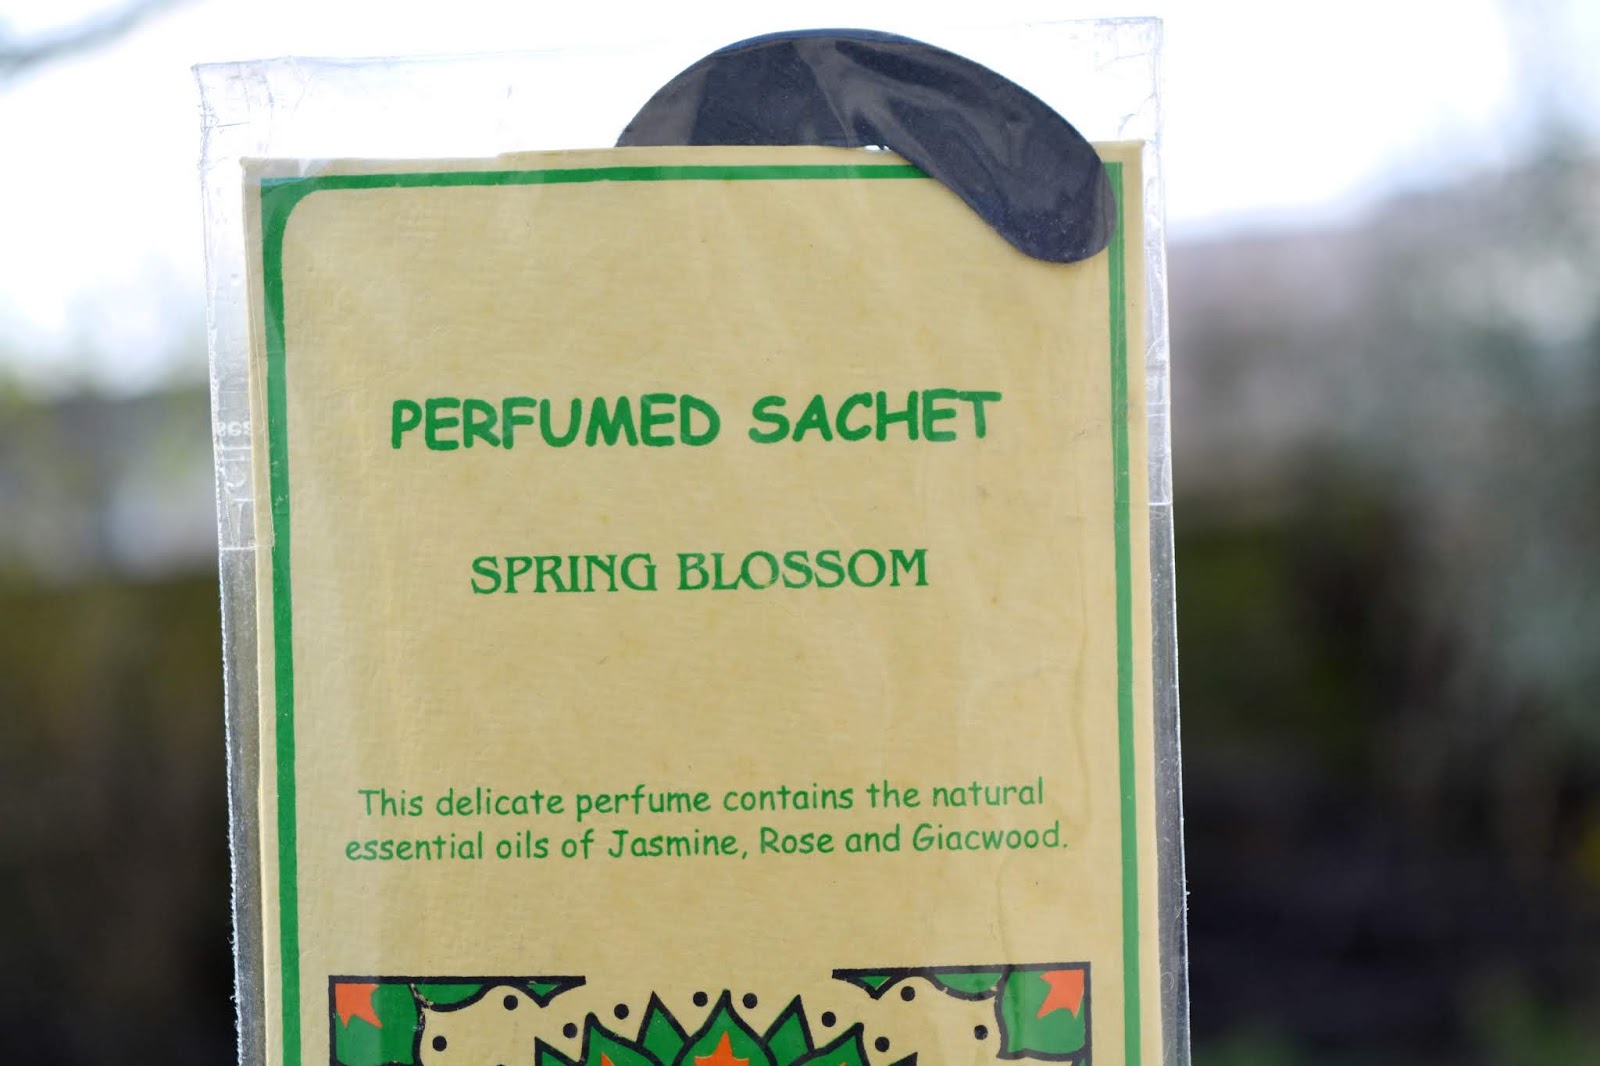 PERFUMED SACHET
SPRING BLOSSOM
This delicate perfume contains the natural
essential oils of Jasmine, Rose and Giacwood.